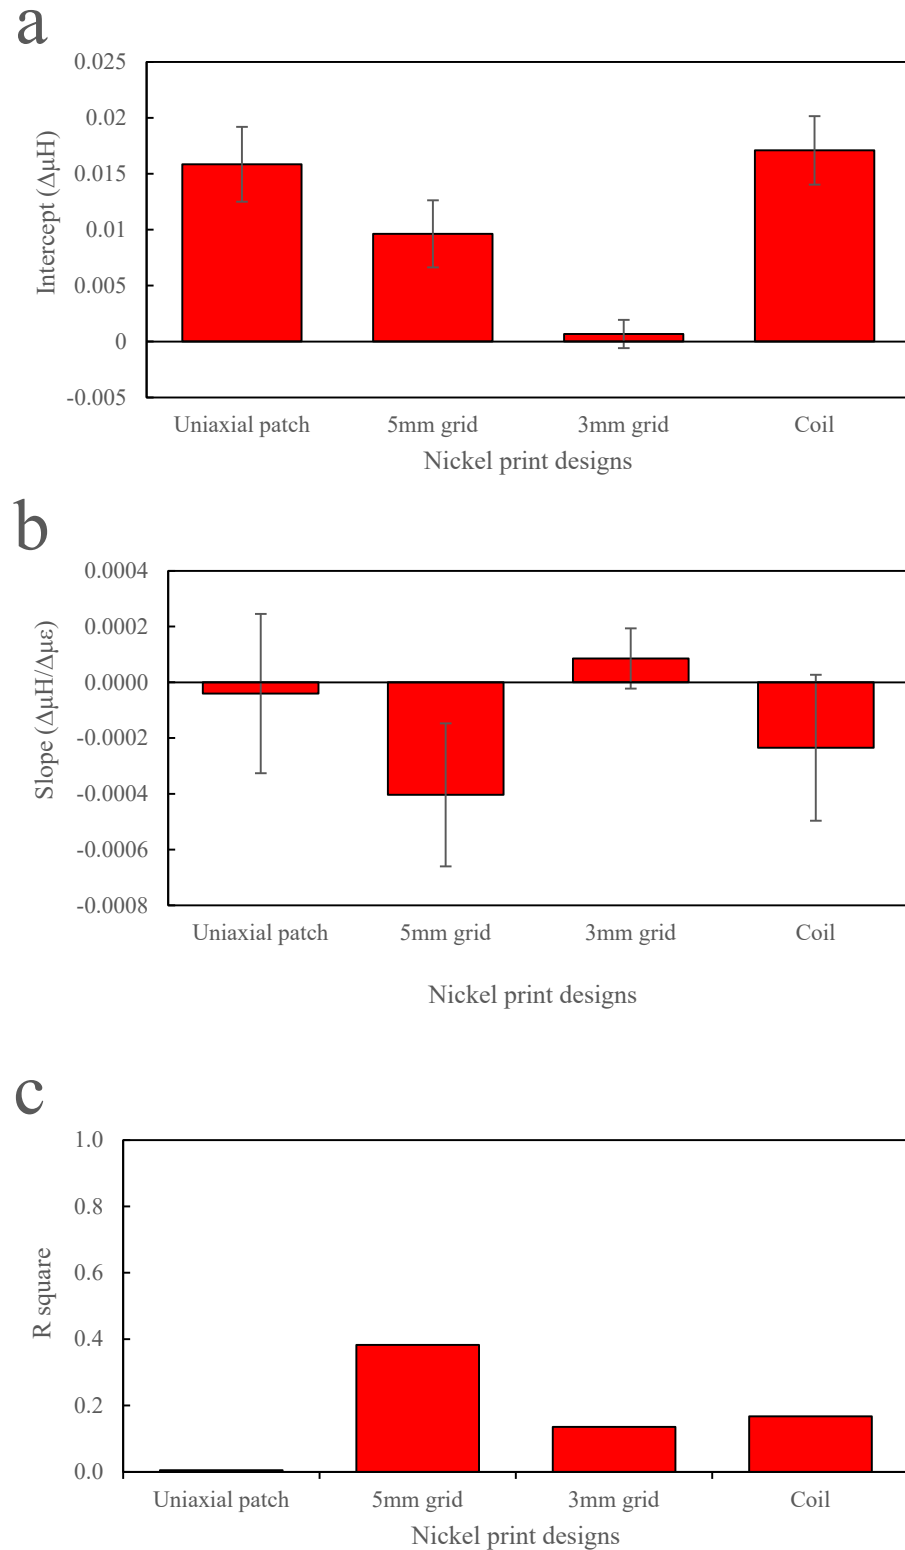 a
0.025
0.02
0.015
0.01
0.005
0
-0.005
Intercept (ΔµH)
Uniaxial patch 5mm grid 3mm grid Coil
Nickel print designs
b
0.0004
0.0002
0.0000
-0.0002
-0.0004
-0.0006
-0.0008
Slope (ΔµH/Δµε)
Uniaxial patch 5mm grid 3mm grid Coil
Nickel print designs
c
1.0
0.8
0.6
0.4
0.2
0.0
R square
Uniaxial patch 5mm grid 3mm grid Coil
Nickel print designs